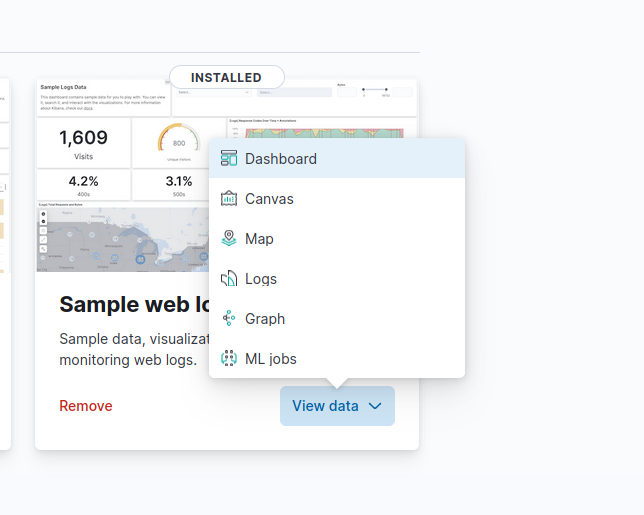 INSTALLED
Sample Logs Data
This dashboard contains sample data for you to play with. You can
view it, search it, and interact with the visualizations. For more information
about Kibana, check our docs.
Select...
1,609
Visits
800
Unique Visitors
4.2%
400s
3.1%
500s
Dashboard
Canvas
Map
Logs
Graph
ML jobs
Sample web lo
Sample data, visualizat
monitoring web logs.
Remove
View data